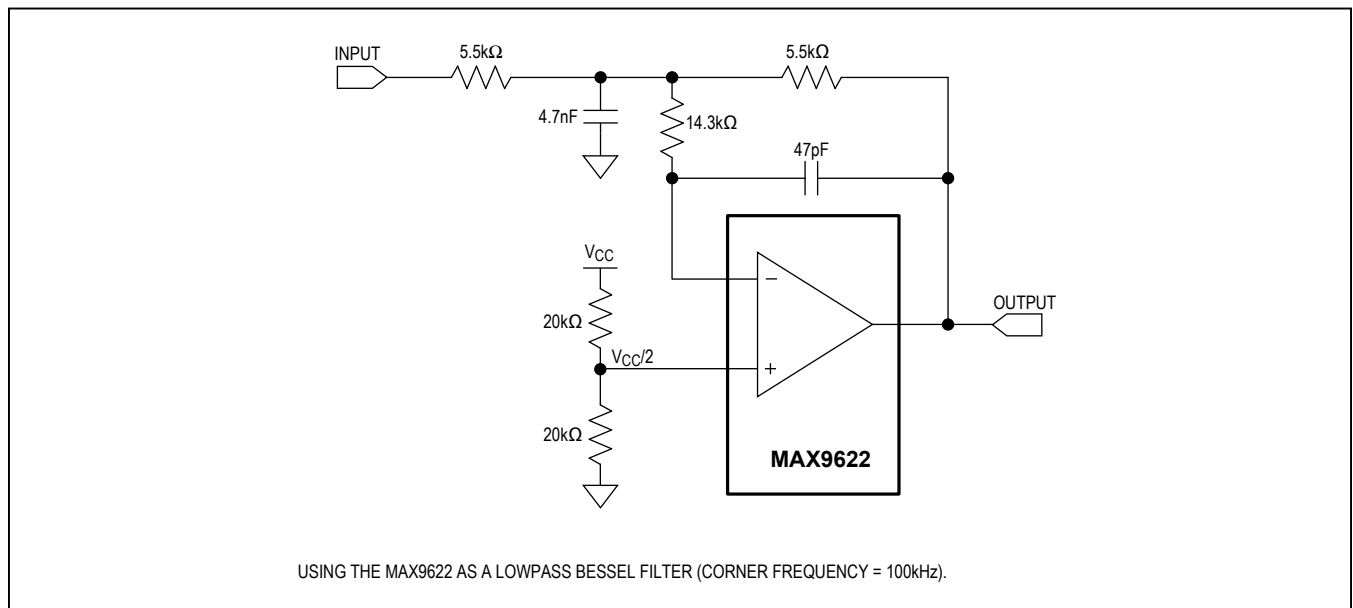 INPUT
5.5kΩ
5.5kΩ
4.7nF
14.3kΩ
47pF
VCC
20kΩ
VCC/2
20kΩ
−
+
OUTPUT
MAX9622
USING THE MAX9622 AS A LOWPASS BESSEL FILTER (CORNER FREQUENCY = 100kHz).